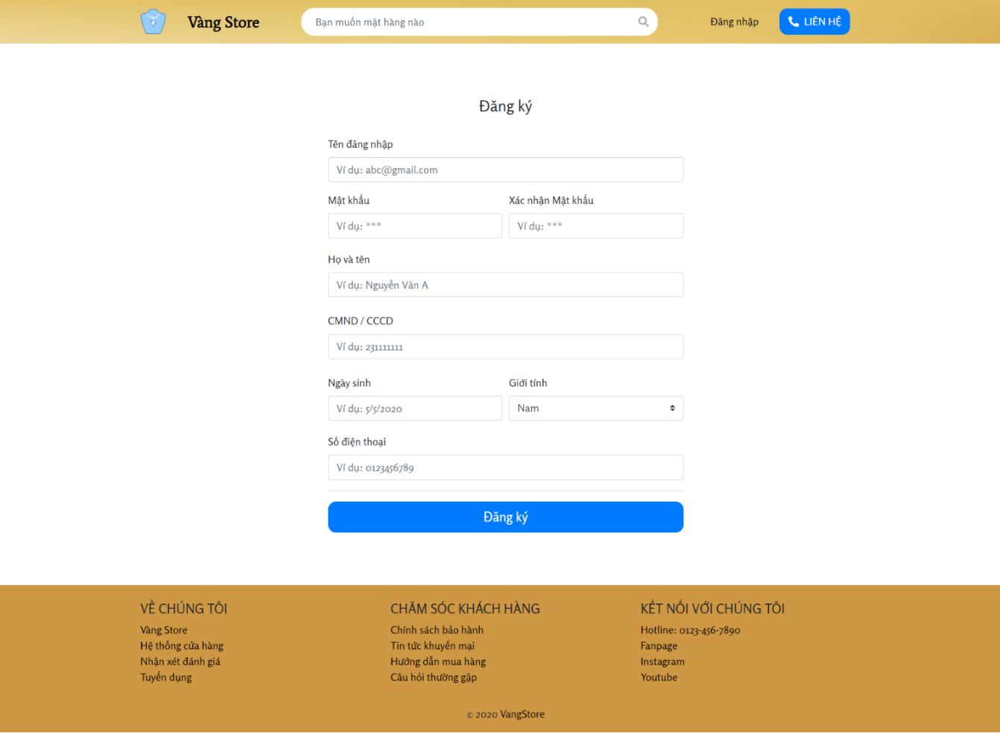 Vàng Store
Bạn muốn mặt hàng nào
Đăng nhập
LIÊN HỆ
Đăng ký
Tên đăng nhập
Ví dụ: abc@gmail.com
Mật khẩu
Xác nhận Mật khẩu
Ví dụ: ***
Ví dụ: ***
Họ và tên
Ví dụ: Nguyễn Văn A
CMND / CCCD
Ví dụ: 231111111
Ngày sinh
Giới tính
Ví dụ: 5/5/2020
Nam
Số điện thoại
Ví dụ: 0123456789
Đăng ký
VỀ CHÚNG TÔI
Vàng Store
Hệ thống cửa hàng
Nhận xét đánh giá
Tuyển dụng
CHĂM SÓC KHÁCH HÀNG
Chính sách bảo hành
Tin tức khuyến mại
Hướng dẫn mua hàng
Câu hỏi thường gặp
KẾT NỐI VỚI CHÚNG TÔI
Hotline: 0123-456-7890
Fanpage
Instagram
Youtube
© 2020 VangStore